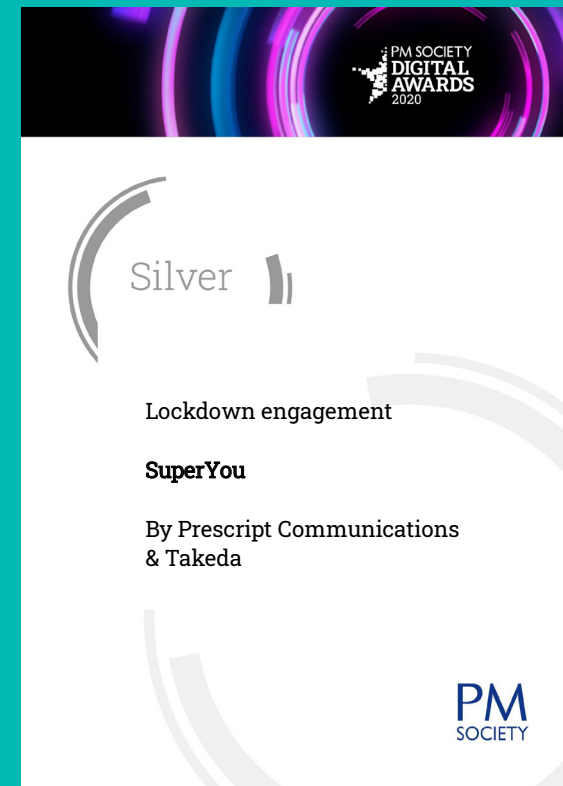 PM SOCIETY
DIGITAL
AWARDS
2020
Silver
Lockdown engagement
SuperYou
By Prescript Communications
& Takeda
PM
SOCIETY